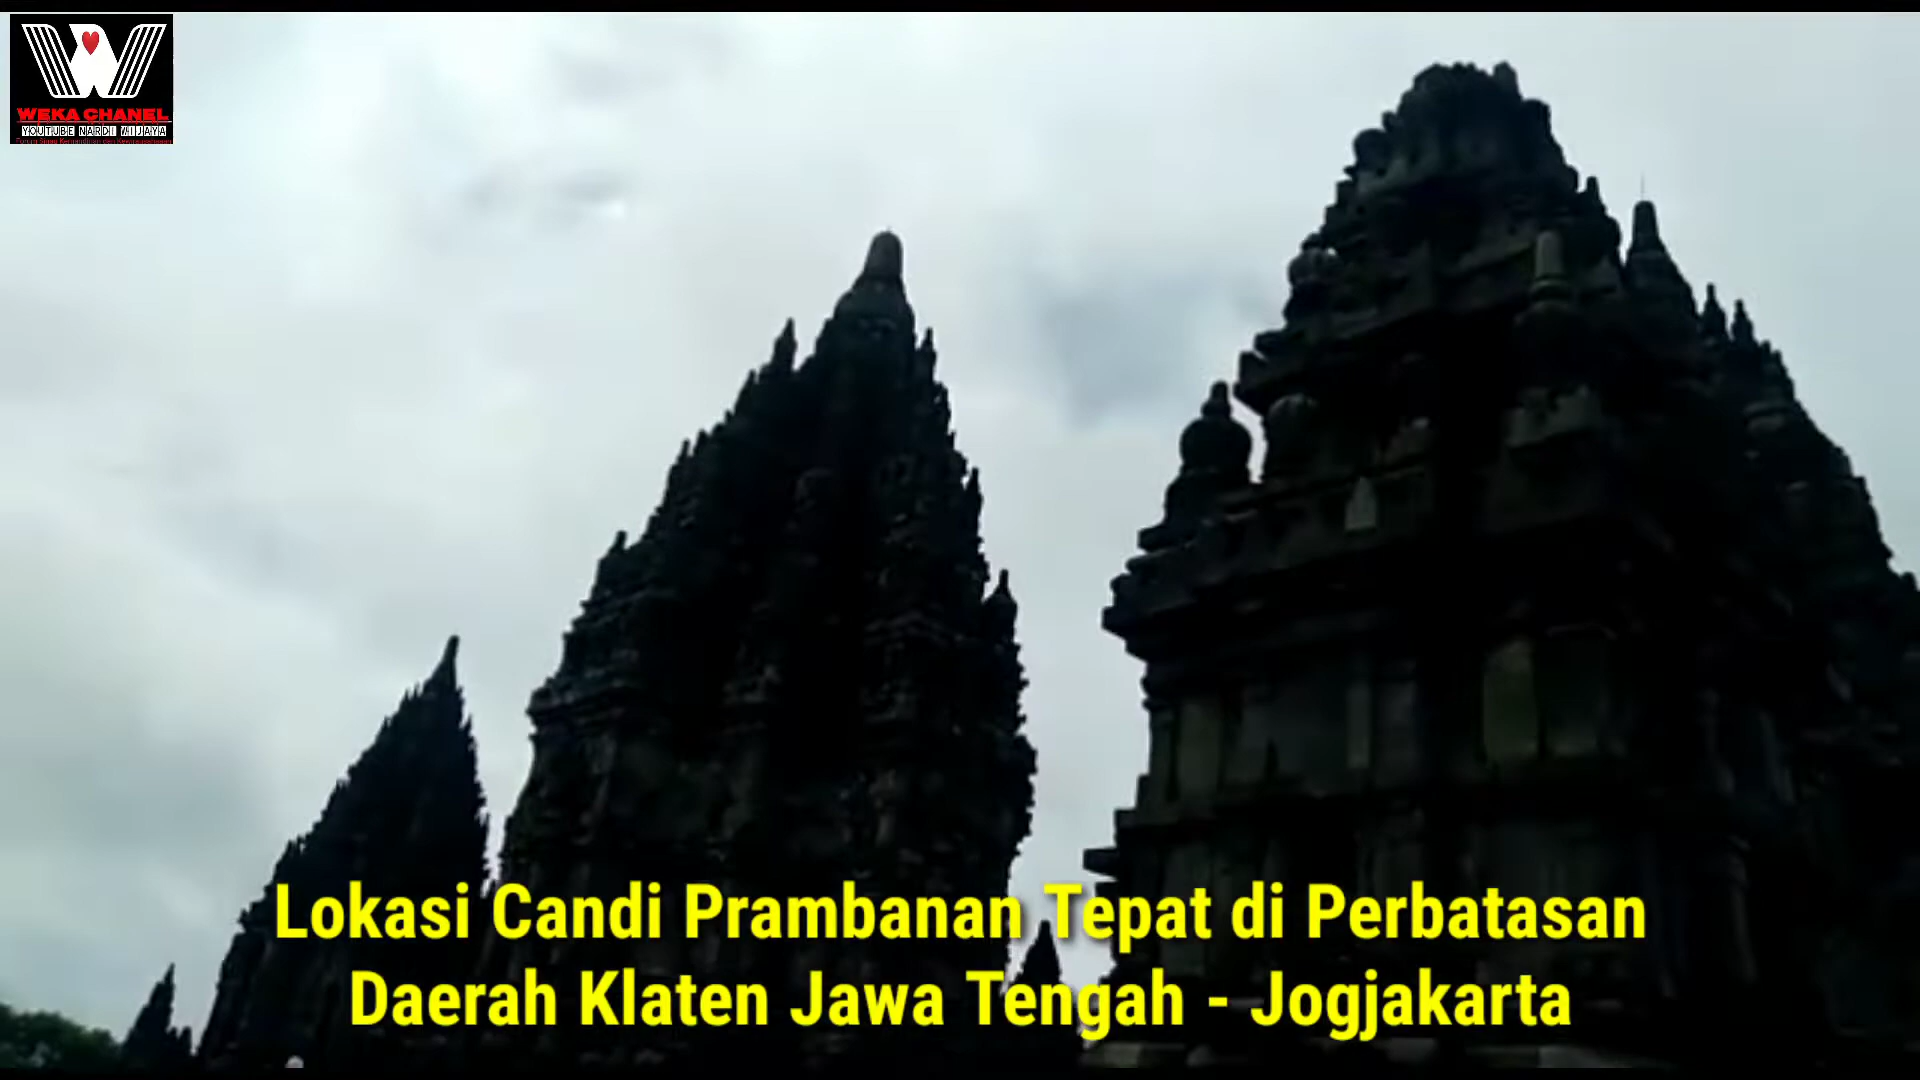 WEKA CHANEL
YOUTUBE NARDI WIJAYA
Lokasi Candi Prambanan Tepat di Perbatasan
Daerah Klaten Jawa Tengah - Jogjakarta